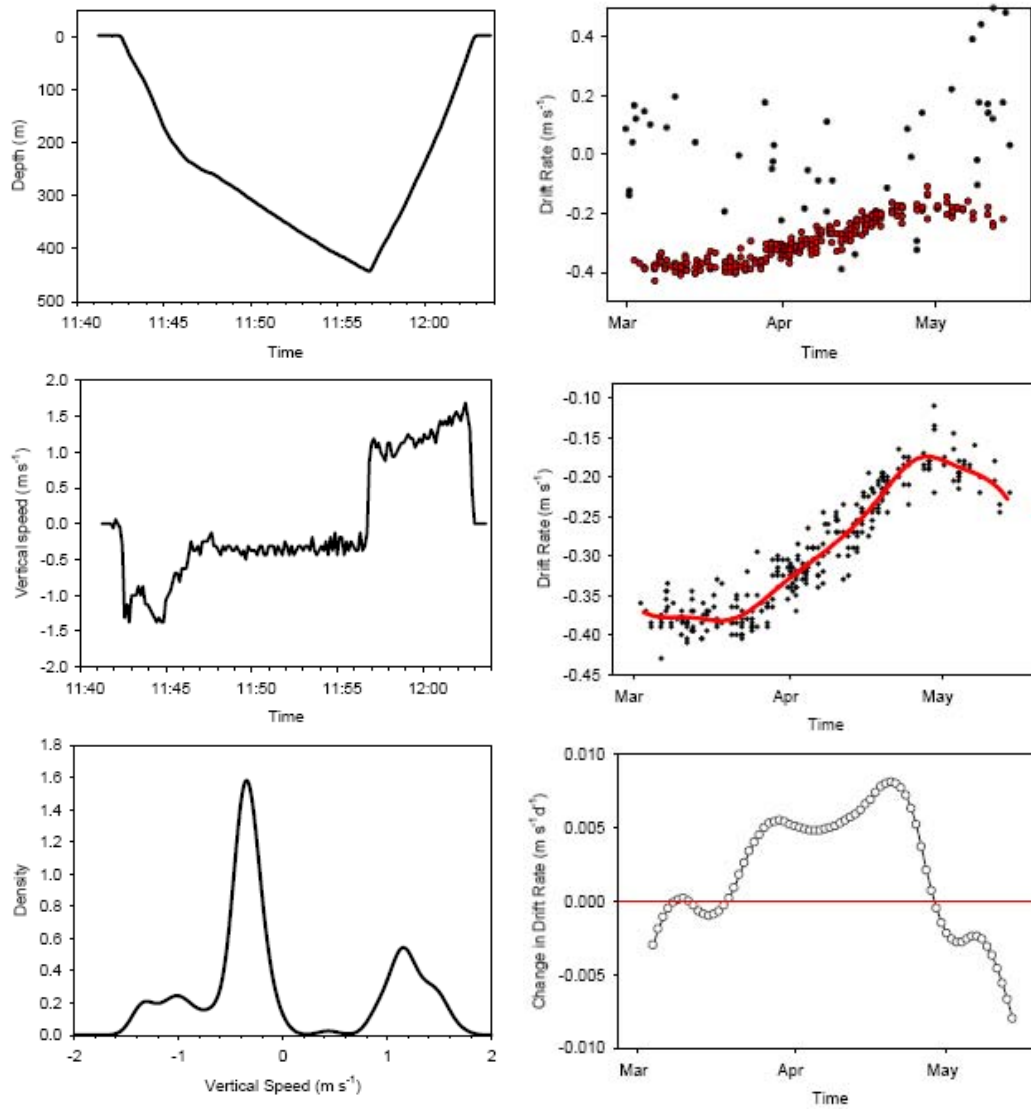 0
100
200
300
400
500
Depth (m)
11:40 11:45 11:50 11:55 12:00
Time
0.4
0.2
0.0
-0.2
-0.4
Drift Rate (m s⁻¹)
Mar Apr May
Time
2.0
1.5
1.0
0.5
0.0
-0.5
-1.0
-1.5
-2.0
Vertical speed (m s⁻¹)
11:40 11:45 11:50 11:55 12:00
Time
-0.10
-0.15
-0.20
-0.25
-0.30
-0.35
-0.40
-0.45
Drift Rate (m s⁻¹)
Mar Apr May
Time
1.8
1.6
1.4
1.2
1.0
0.8
0.6
0.4
0.2
0.0
Density
-2 -1 0 1 2
Vertical Speed (m s⁻¹)
0.010
0.005
0.000
-0.005
-0.010
Change in Drift Rate (m s⁻¹d⁻¹)
Mar Apr May
Time